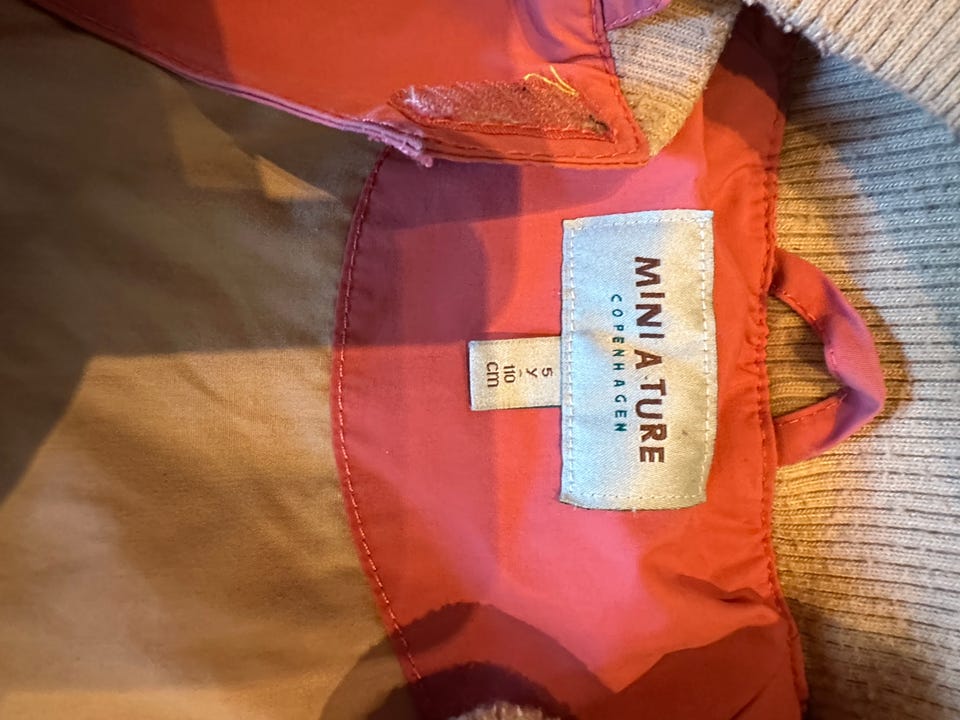 MINI A TURE
COPENHAGEN
5
y
110
cm